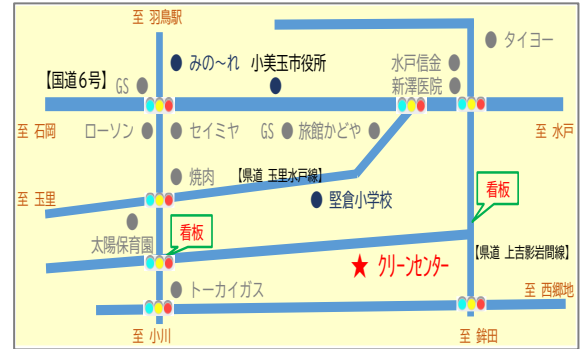 至 羽鳥駅
タイヨー
みの～れ
小美玉市役所
水戸信金
新澤医院
【国道6号】
GS
至 石岡
ローソン
セイミヤ
GS
旅館かどや
至 水戸
焼肉
【県道 玉里水戸線】
至 玉里
堅倉小学校
看板
太陽保育園
看板
【県道 上吉影岩間線】
★ クリーンセンター
トーカイガス
至 西郷地
至 小川
至 鉾田